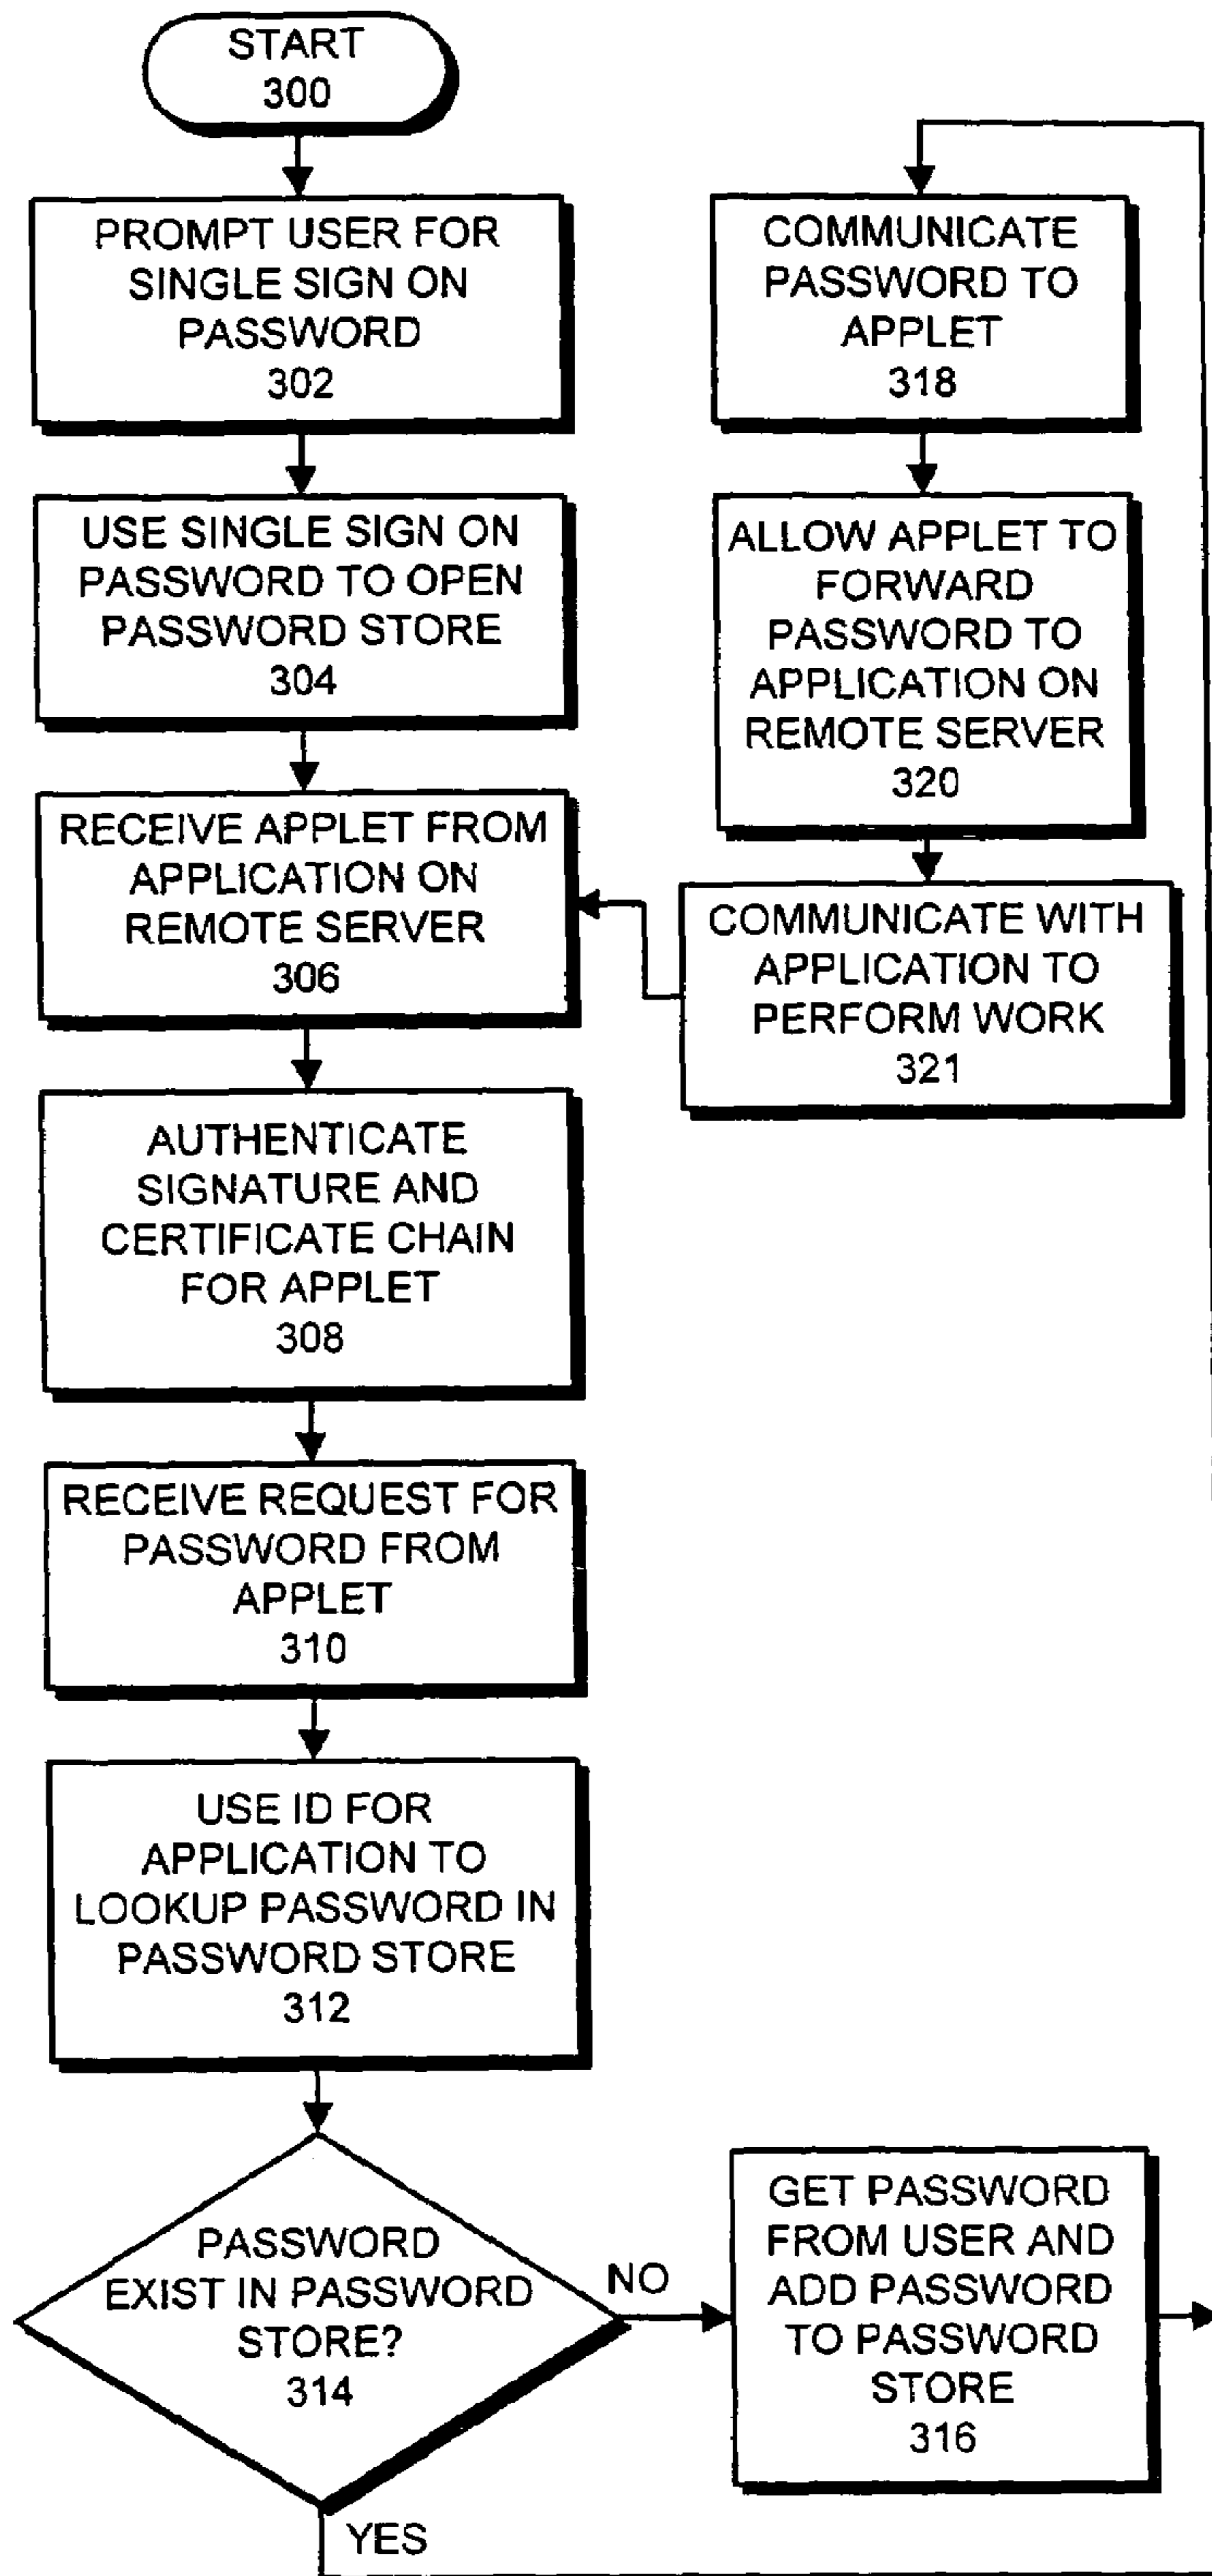 START
300
PROMPT USER FOR
SINGLE SIGN ON
PASSWORD
302
USE SINGLE SIGN ON
PASSWORD TO OPEN
PASSWORD STORE
304
RECEIVE APPLET FROM
APPLICATION ON
REMOTE SERVER
306
AUTHENTICATE
SIGNATURE AND
CERTIFICATE CHAIN
FOR APPLET
308
RECEIVE REQUEST FOR
PASSWORD FROM
APPLET
310
USE ID FOR
APPLICATION TO
LOOKUP PASSWORD IN
PASSWORD STORE
312
PASSWORD
EXIST IN PASSWORD
STORE?
314
NO
YES
GET PASSWORD
FROM USER AND
ADD PASSWORD
TO PASSWORD
STORE
316
COMMUNICATE
PASSWORD TO
APPLET
318
ALLOW APPLET TO
FORWARD
PASSWORD TO
APPLICATION ON
REMOTE SERVER
320
COMMUNICATE WITH
APPLICATION TO
PERFORM WORK
321